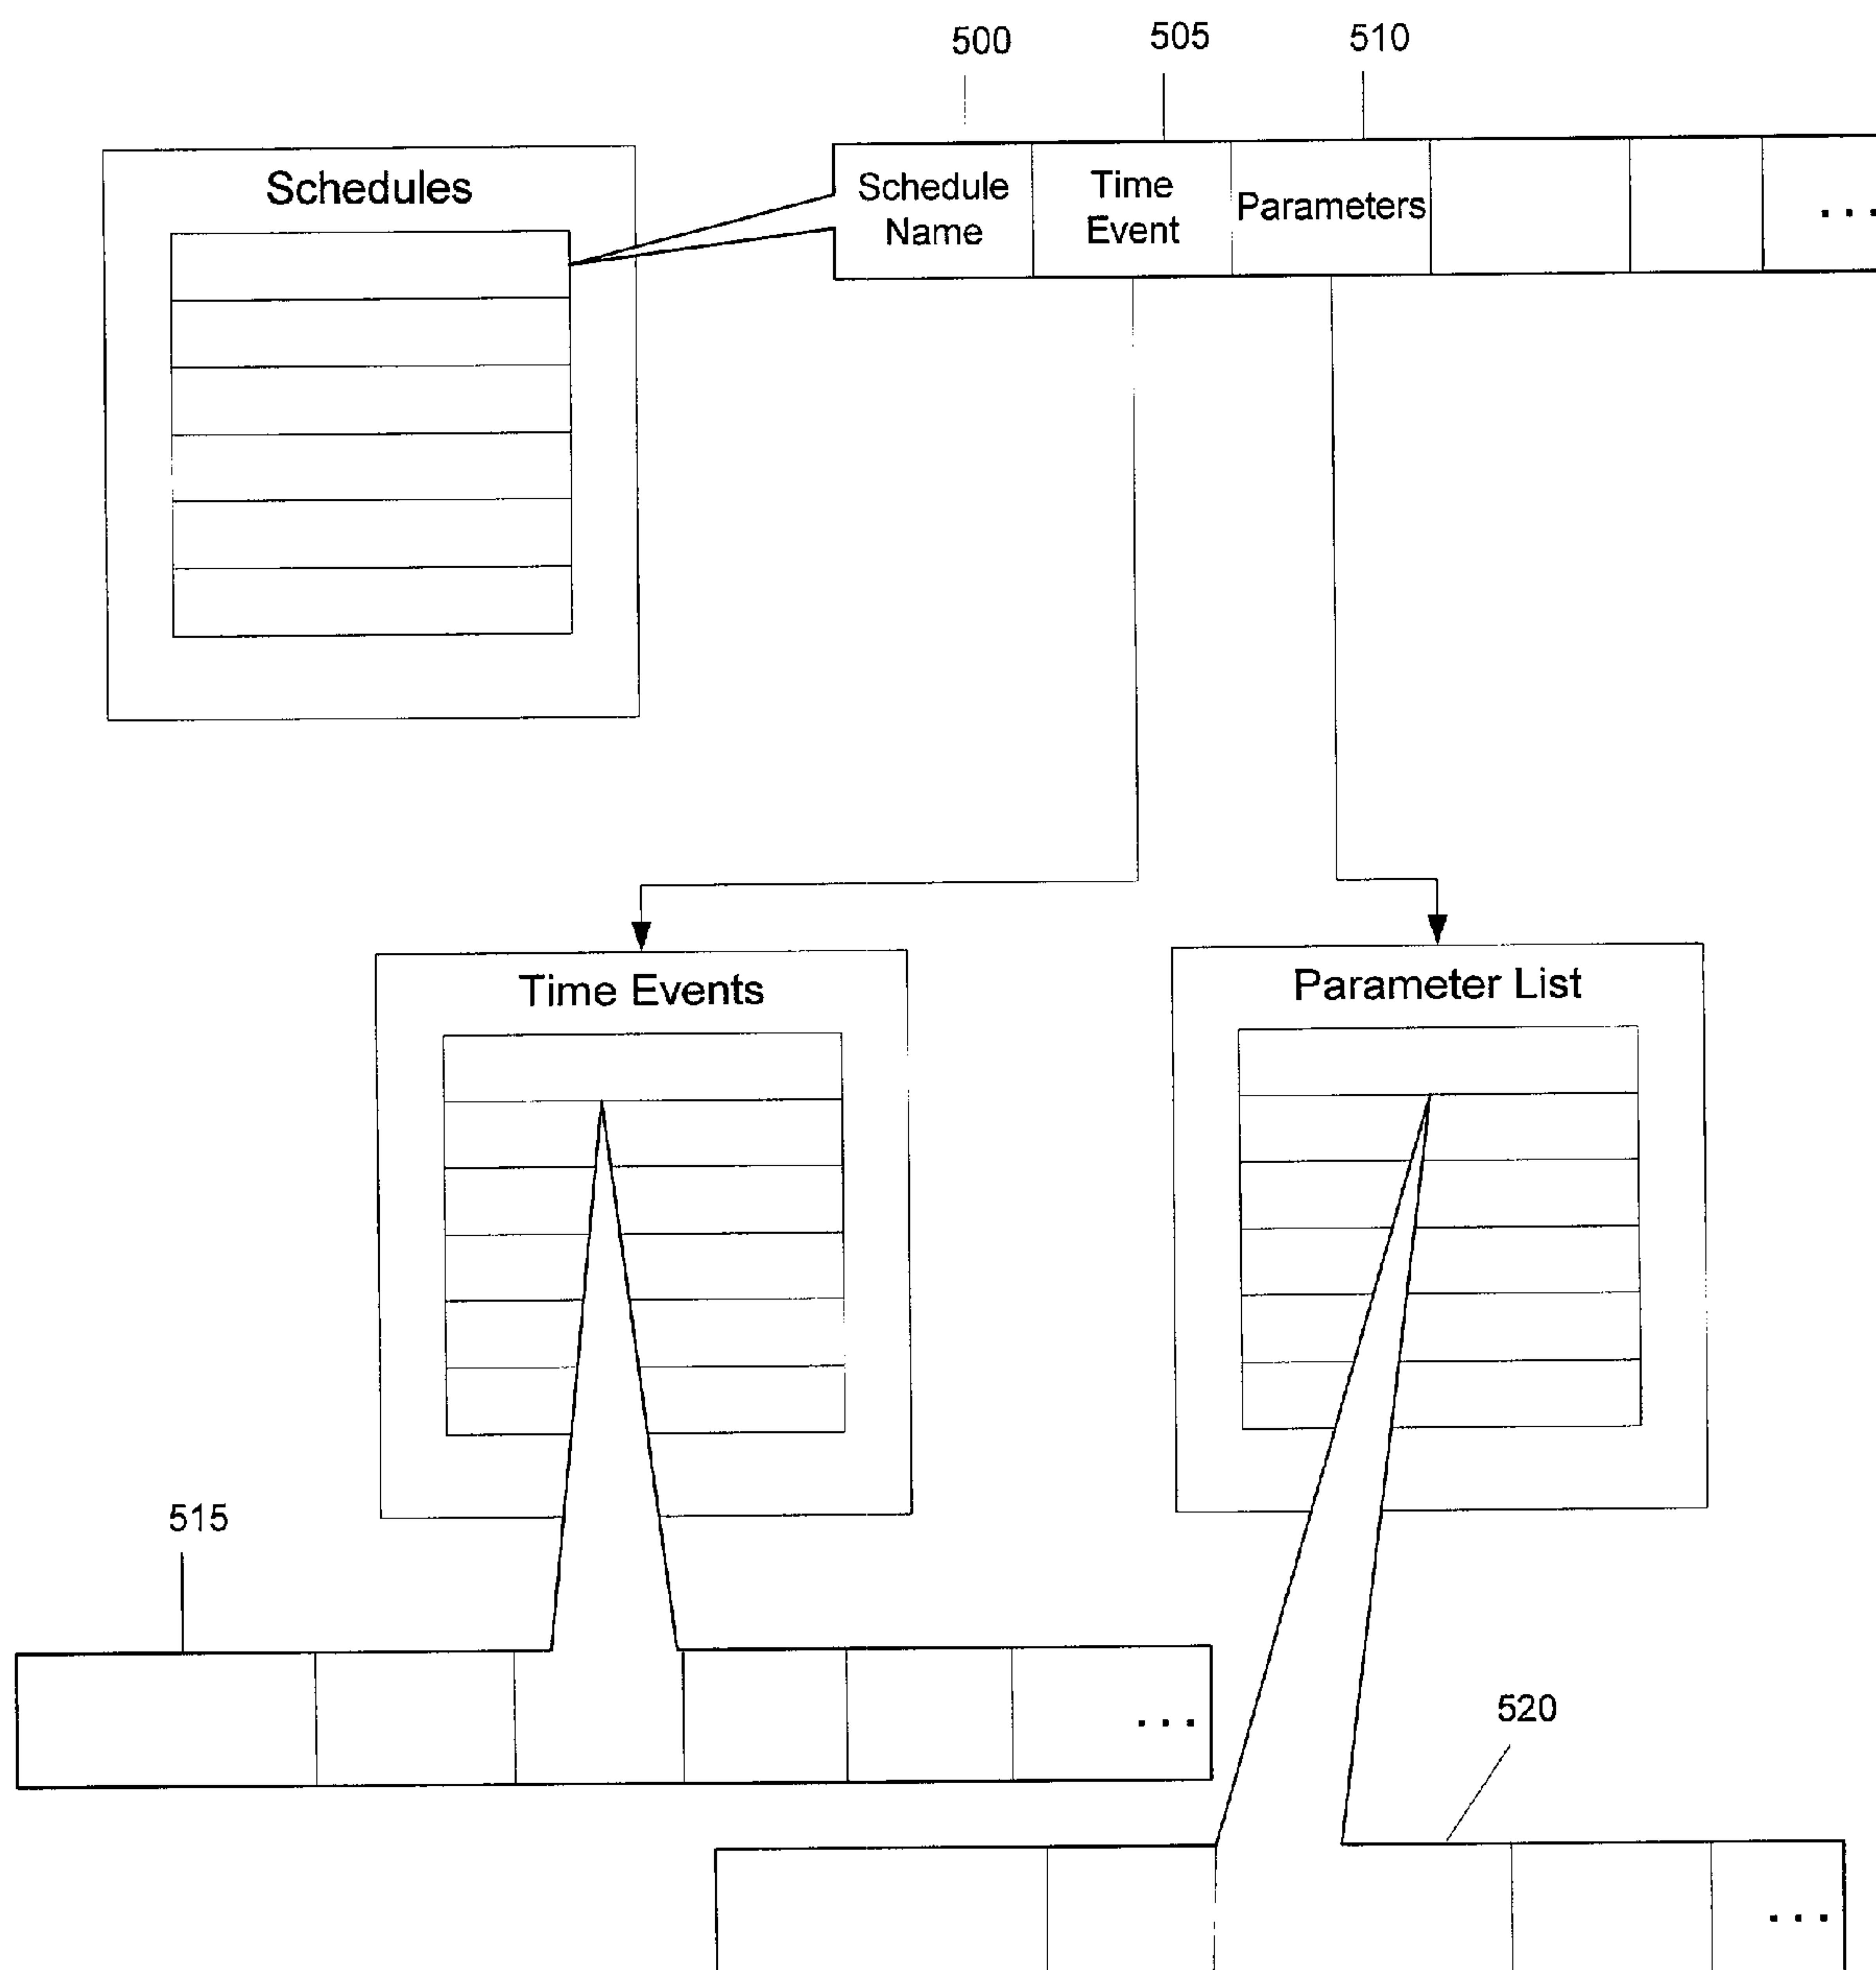 500
505
510
Schedules
Schedule
Name
Time
Event
Parameters
...
Time Events
Parameter List
515
...
520
...